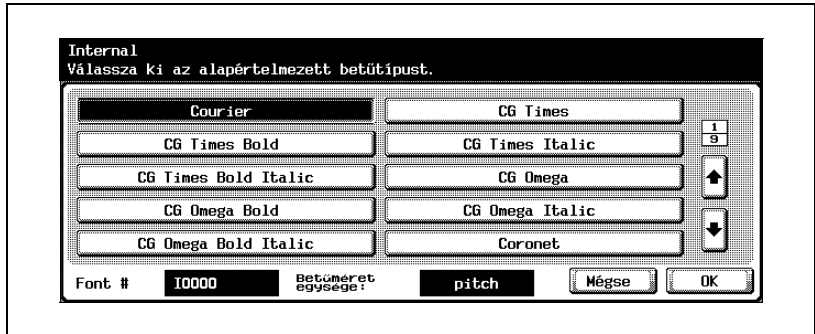 Internal
Válassza ki az alapértelmezett betűtípust.
Courier
CG Times
CG Times Bold
CG Times Italic
CG Times Bold Italic
CG Omega
CG Omega Bold
CG Omega Italic
CG Omega Bold Italic
Coronet
1
9
Font #
I0000
Betűméret
egysége:
pitch
Mégse
OK